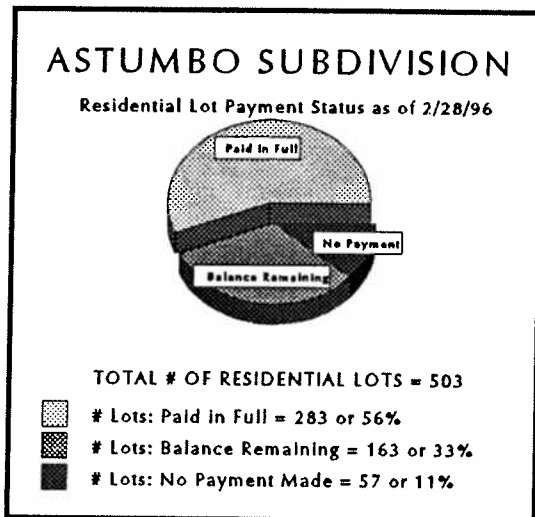 ASTUMBO SUBDIVISION
Residential Lot Payment Status as of 2/28/96
Paid in Full
No Payment
Balance Remaining
TOTAL # OF RESIDENTIAL LOTS = 503
# Lots: Paid in Full = 283 or 56%
# Lots: Balance Remaining = 163 or 33%
# Lots: No Payment Made = 57 or 11%